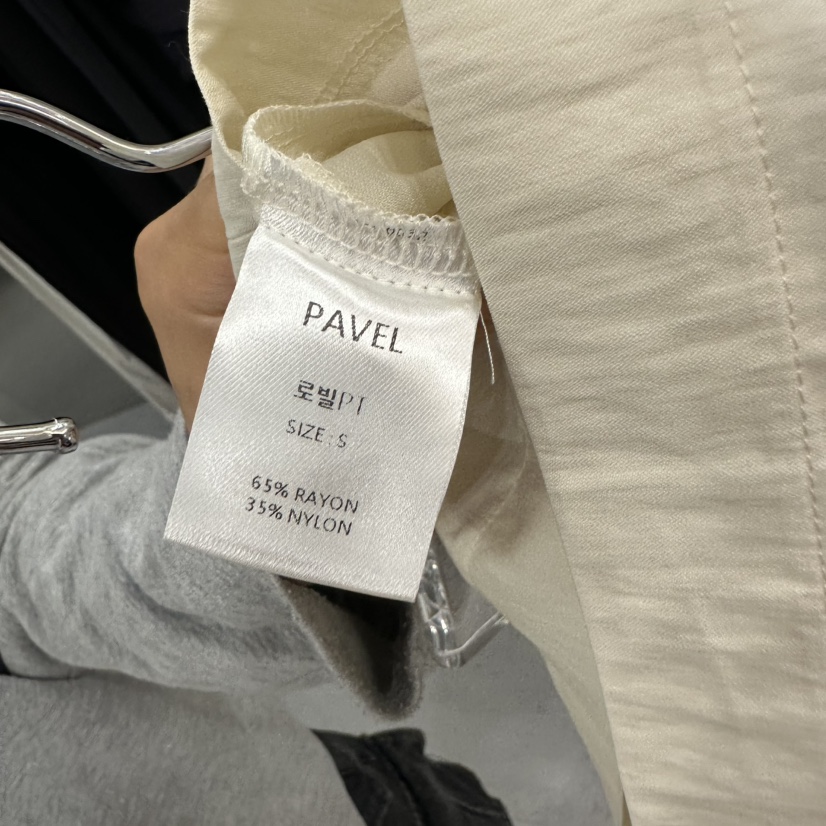 PAVEL
로빌PT
SIZE : S
65% RAYON
35% NYLON